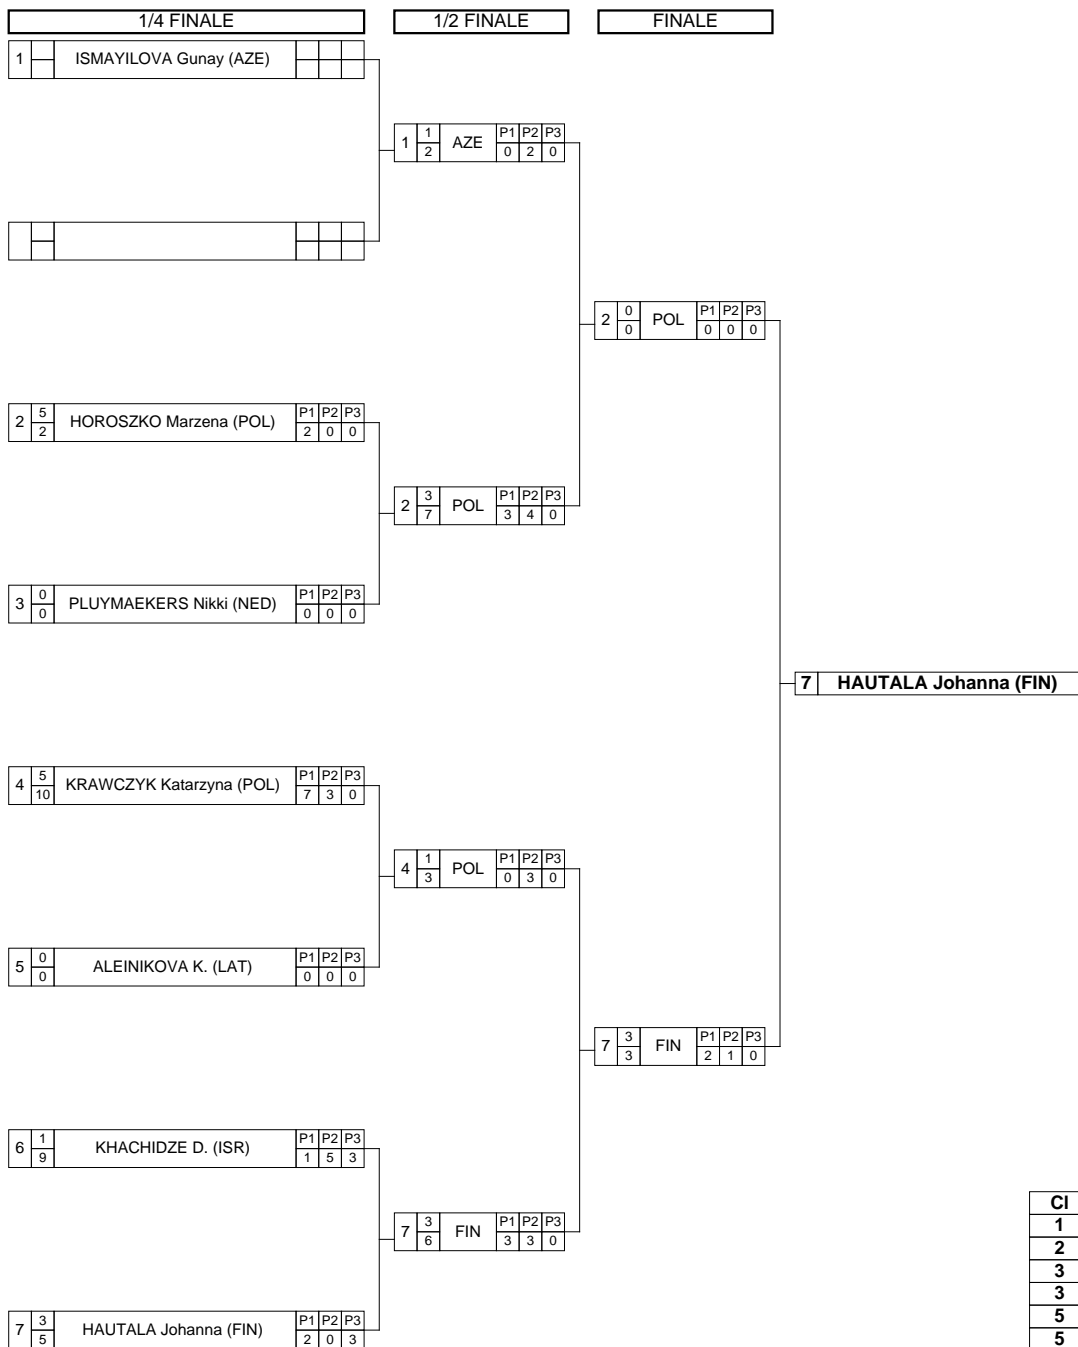 1/4 FINALE 1/2 FINALE FINALE
1 ISMAYILOVA Gunay (AZE)
1 1 AZE P1 P2 P3
2 0 2 0
2 0 POL P1 P2 P3
0 0 0 0
2 5 HOROSZKO Marzena (POL) P1 P2 P3
2 2 0 0
2 3 POL P1 P2 P3
7 3 4 0
3 0 PLUYMAEKERS Nikki (NED) P1 P2 P3
0 0 0 0
7 HAUTALA Johanna (FIN)
4 5 KRAWCZYK Katarzyna (POL) P1 P2 P3
10 7 3 0
4 1 POL P1 P2 P3
3 0 3 0
5 0 ALEINIKOVA K. (LAT) P1 P2 P3
0 0 0 0
7 3 FIN P1 P2 P3
3 2 1 0
6 1 KHACHIDZE D. (ISR) P1 P2 P3
9 1 5 3
7 3 FIN P1 P2 P3
6 3 3 0
7 3 HAUTALA Johanna (FIN) P1 P2 P3
5 2 0 3
Cl
1
2
3
3
5
5